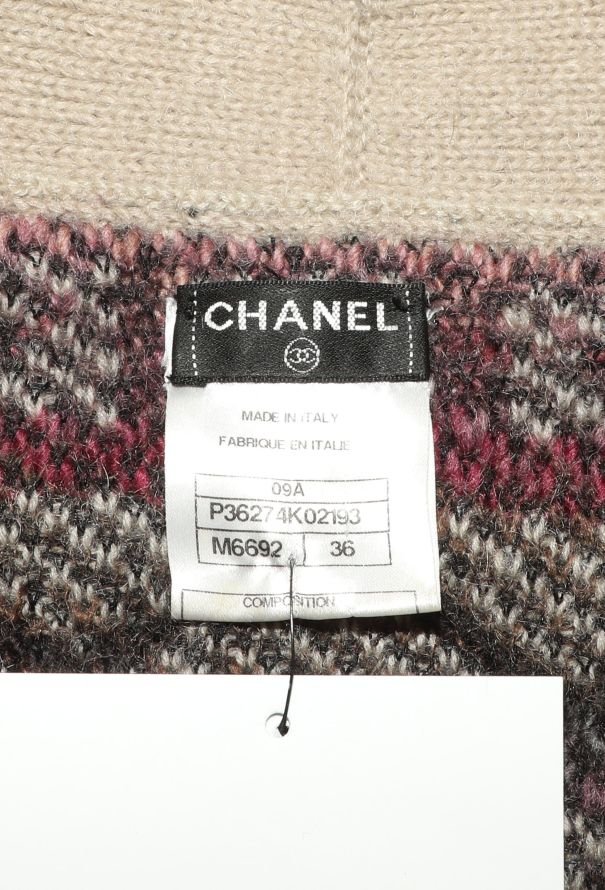 CHANEL
MADE IN ITALY
FABRIQUE EN ITALIE
09A
P36274K02193
M6692 36
COMPOSITION